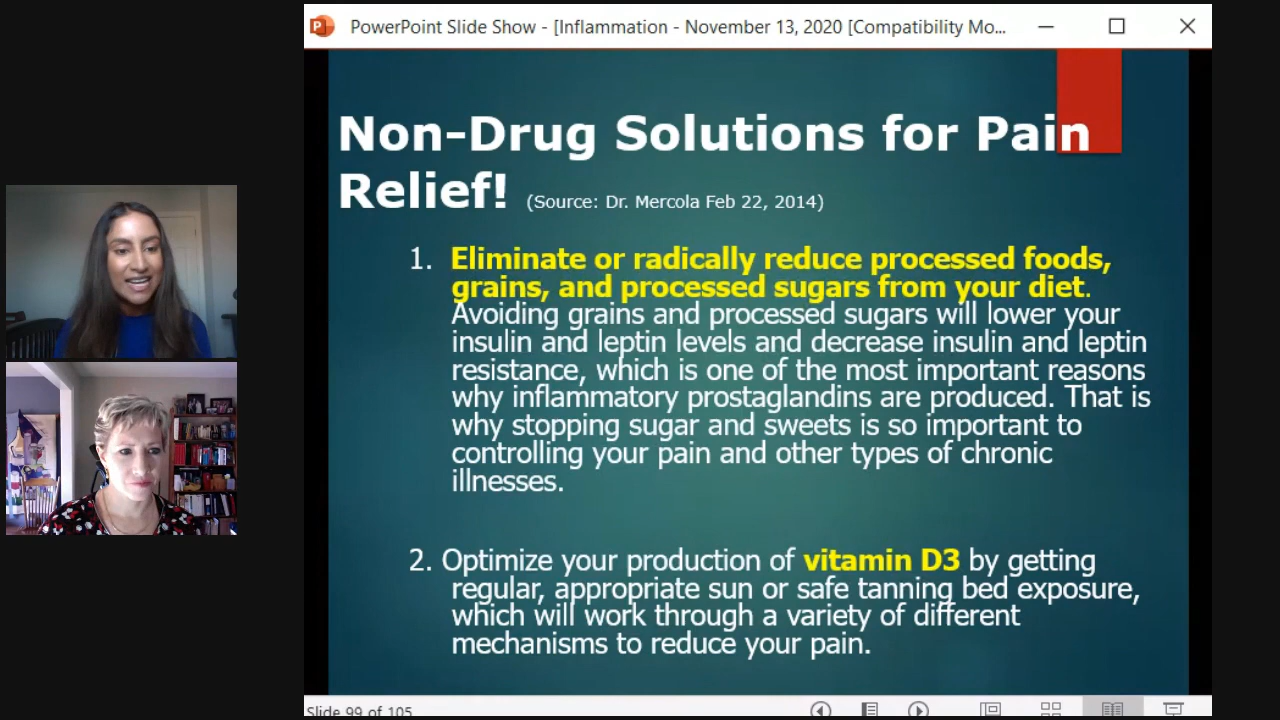 PowerPoint Slide Show - [Inflammation - November 13, 2020 [Compatibility Mo...
Non-Drug Solutions for Pain
Relief! (Source: Dr. Mercola Feb 22, 2014)
1. Eliminate or radically reduce processed foods,
grains, and processed sugars from your diet.
Avoiding grains and processed sugars will lower your
insulin and leptin levels and decrease insulin and leptin
resistance, which is one of the most important reasons
why inflammatory prostaglandins are produced. That is
why stopping sugar and sweets is so important to
controlling your pain and other types of chronic
illnesses.
2. Optimize your production of vitamin D3 by getting
regular, appropriate sun or safe tanning bed exposure,
which will work through a variety of different
mechanisms to reduce your pain.
Slide 99 of 105